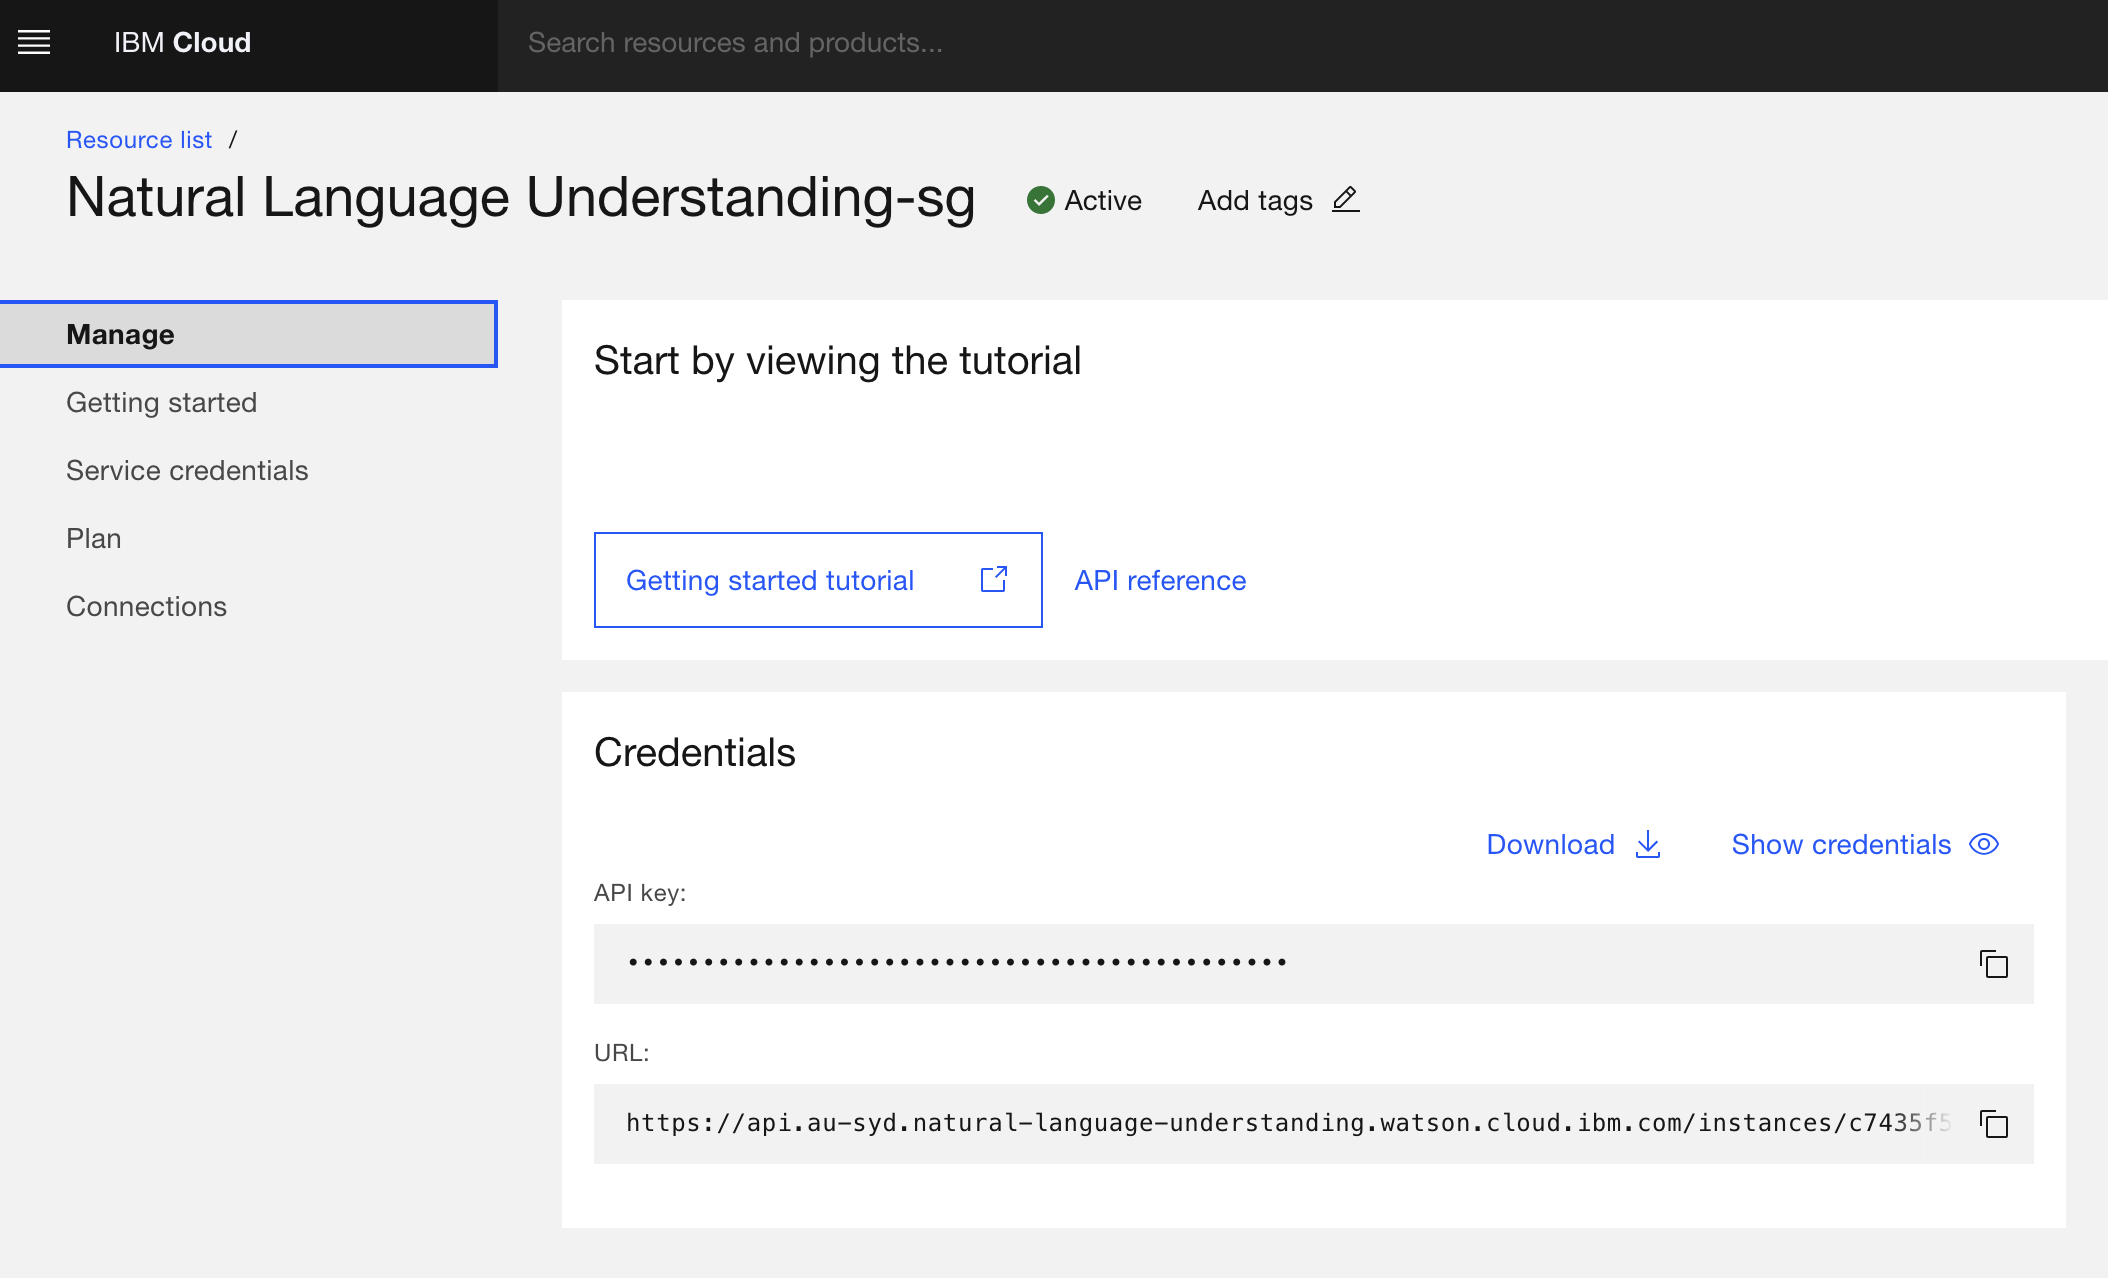 IBM Cloud
Search resources and products...
Resource list /
Natural Language Understanding-sg
Active
Add tags
Manage
Getting started
Service credentials
Plan
Connections
Start by viewing the tutorial
Getting started tutorial
API reference
Credentials
Download
Show credentials
API key:
••••••••••••••••••••••••••••••••••••••••••••
URL:
https://api.au-syd.natural-language-understanding.watson.cloud.ibm.com/instances/c7435f5